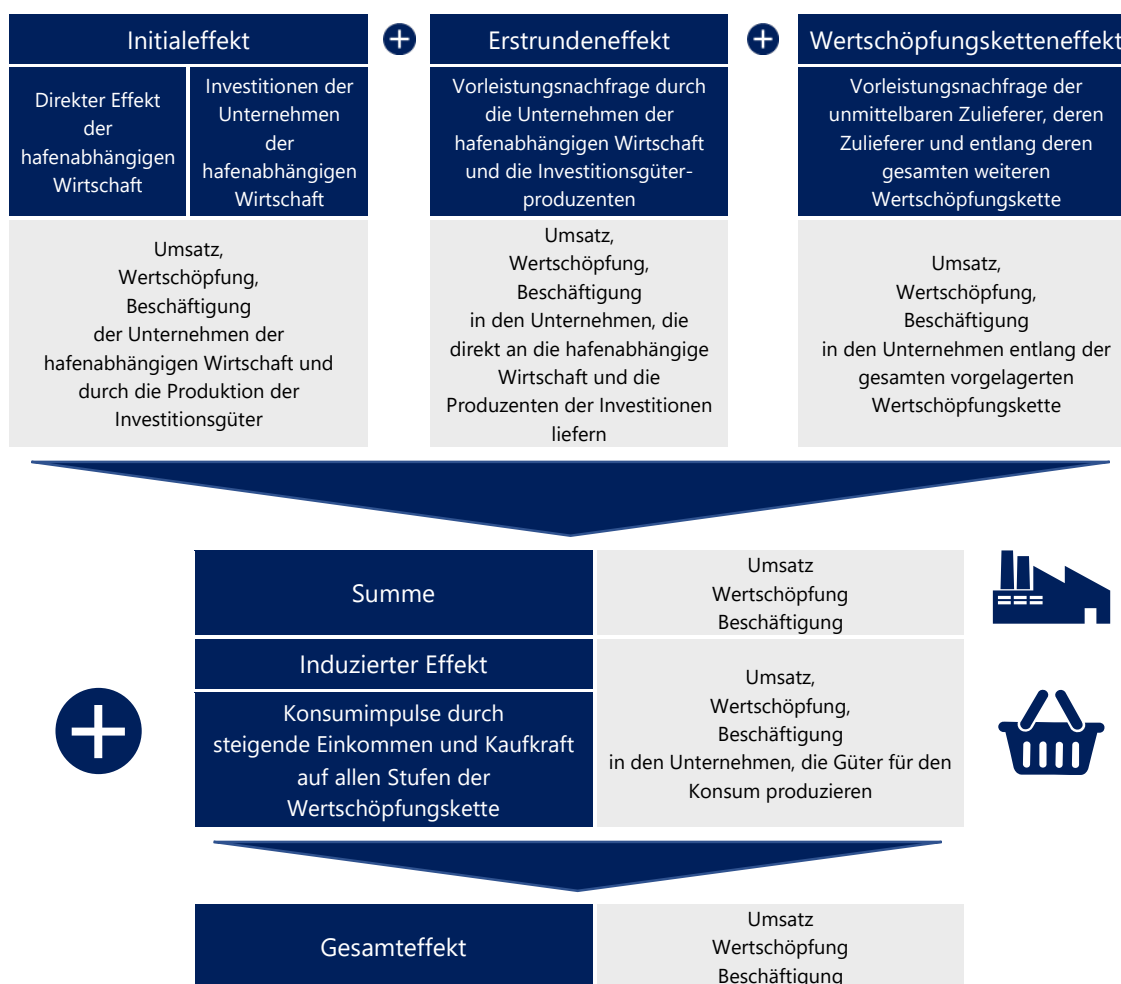 Initialeffekt
Erstrundeneffekt
Wertschöpfungsketteneffekt
Direkter Effekt
der
hafenabhängigen
Wirtschaft
Investitionen der
Unternehmen
der
hafenabhängigen
Wirtschaft
Vorleistungsnachfrage durch
die Unternehmen der
hafenabhängigen Wirtschaft
und die Investitionsgüter-
produzenten
Vorleistungsnachfrage der
unmittelbaren Zulieferer, deren
Zulieferer und entlang deren
gesamten weiteren
Wertschöpfungskette
Umsatz,
Wertschöpfung,
Beschäftigung
der Unternehmen der
hafenabhängigen Wirtschaft und
durch die Produktion der
Investitionsgüter
Umsatz,
Wertschöpfung,
Beschäftigung
in den Unternehmen, die
direkt an die hafenabhängige
Wirtschaft und die
Produzenten der Investitionen
liefern
Umsatz,
Wertschöpfung,
Beschäftigung
in den Unternehmen entlang der
gesamten vorgelagerten
Wertschöpfungskette
Summe
Umsatz
Wertschöpfung
Beschäftigung
Induzierter Effekt
Konsumimpulse durch
steigende Einkommen und Kaufkraft
auf allen Stufen der
Wertschöpfungskette
Umsatz,
Wertschöpfung,
Beschäftigung
in den Unternehmen, die Güter für den
Konsum produzieren
Gesamteffekt
Umsatz
Wertschöpfung
Beschäftigung